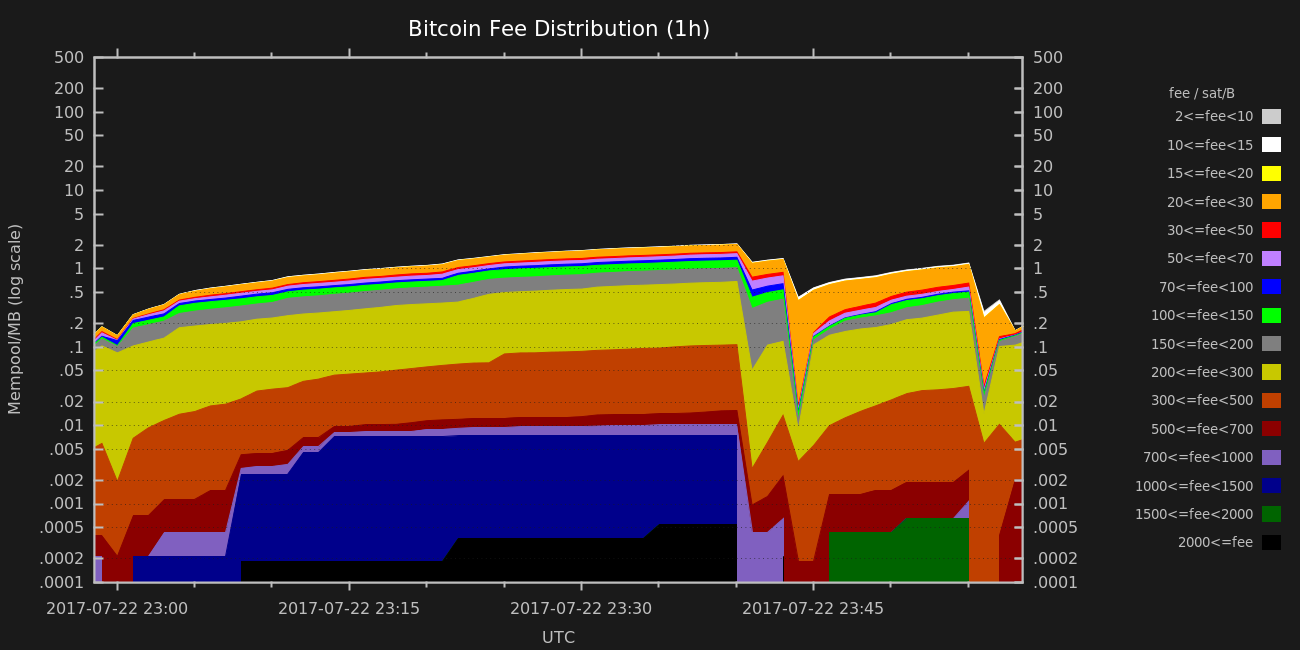 Bitcoin Fee Distribution (1h)
Mempool/MB (log scale)
500
200
100
50
20
10
5
2
1
.5
.2
.1
.05
.02
.01
.005
.002
.001
.0005
.0002
.0001
500
200
100
50
20
10
5
2
1
.5
.2
.1
.05
.02
.01
.005
.002
.001
.0005
.0002
.0001
2017-07-22 23:00 2017-07-22 23:15 2017-07-22 23:30 2017-07-22 23:45
UTC
fee / sat/B
2<=fee<10
10<=fee<15
15<=fee<20
20<=fee<30
30<=fee<50
50<=fee<70
70<=fee<100
100<=fee<150
150<=fee<200
200<=fee<300
300<=fee<500
500<=fee<700
700<=fee<1000
1000<=fee<1500
1500<=fee<2000
2000<=fee